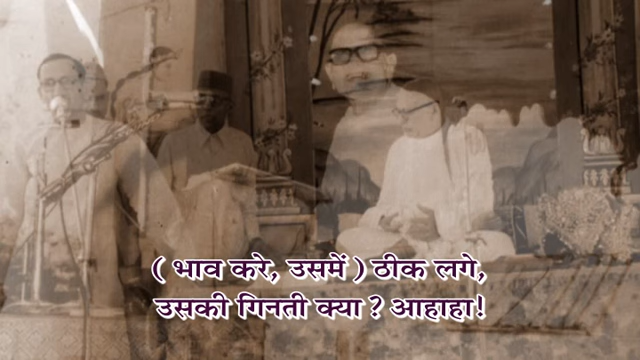 ( भाव करे, उसमें ) ठीक लगे,
उसकी गिनती क्या ? आहाहा!